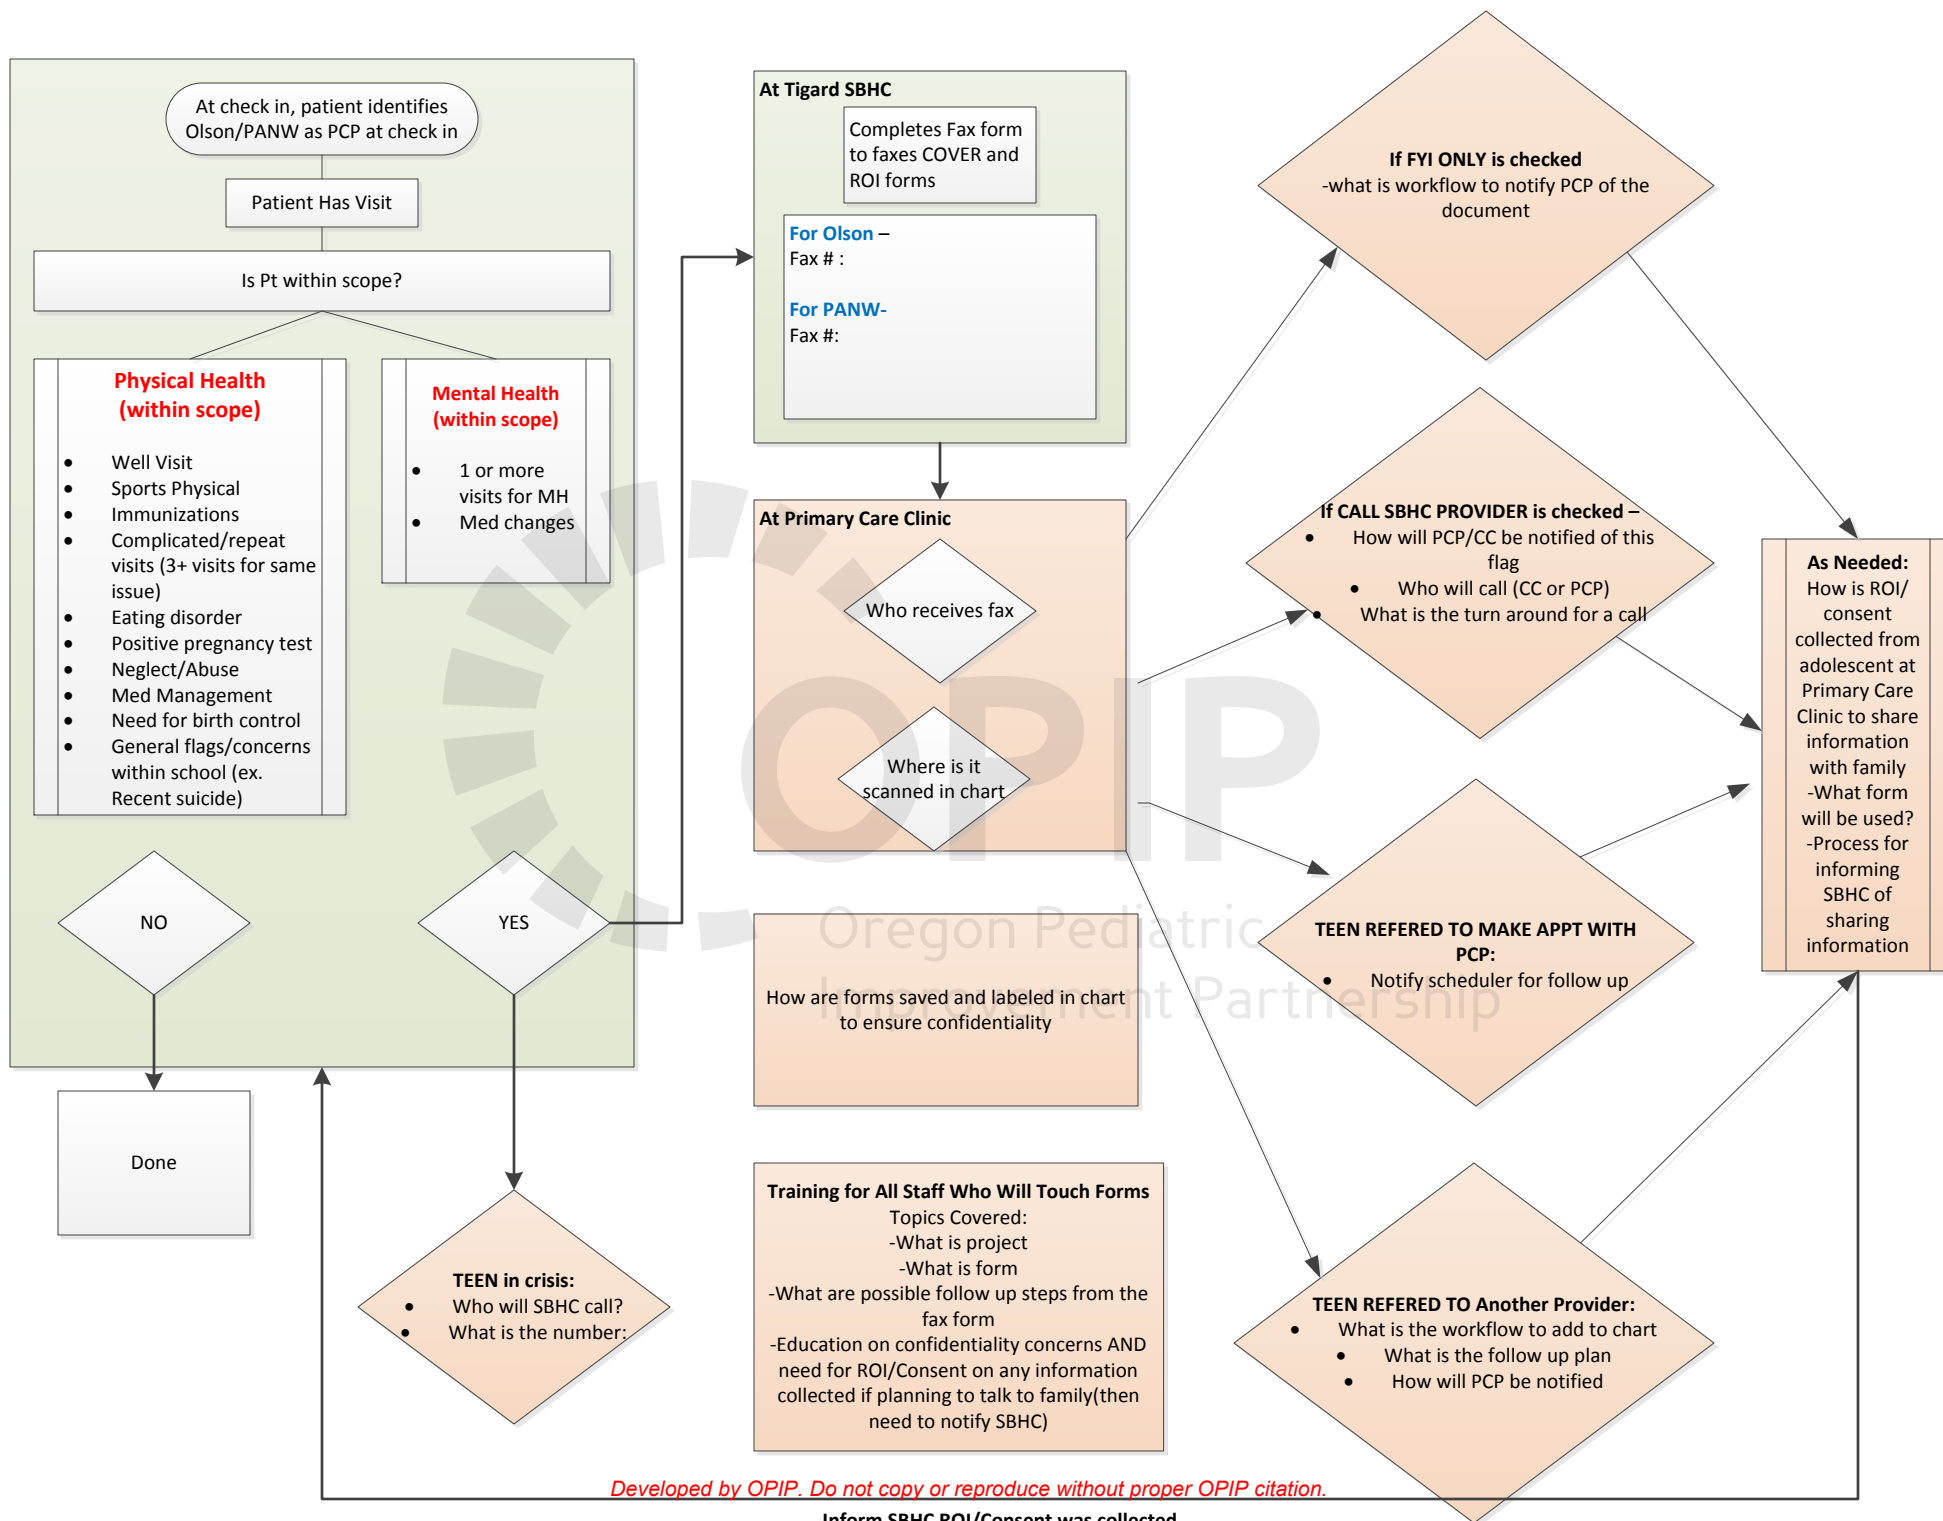 At check in, patient identifies
Olson/PANW as PCP at check in
Patient Has Visit
Is Pt within scope?
Physical Health
(within scope)
• Well Visit
• Sports Physical
• Immunizations
• Complicated/repeat
visits (3+ visits for same
issue)
• Eating disorder
• Positive pregnancy test
• Neglect/Abuse
• Med Management
• Need for birth control
• General flags/concerns
within school (ex.
Recent suicide)
Mental Health
(within scope)
• 1 or more
visits for MH
• Med changes
NO
YES
Done
TEEN in crisis:
• Who will SBHC call?
• What is the number:
At Tigard SBHC
Completes Fax form
to faxes COVER and
ROI forms
For Olson –
Fax # :
For PANW-
Fax #:
At Primary Care Clinic
Who receives fax
Where is it
scanned in chart
How are forms saved and labeled in chart
to ensure confidentiality
Training for All Staff Who Will Touch Forms
Topics Covered:
-What is project
-What is form
-What are possible follow up steps from the
fax form
-Education on confidentiality concerns AND
need for ROI/Consent on any information
collected if planning to talk to family(then
need to notify SBHC)
If FYI ONLY is checked
-what is workflow to notify PCP of the
document
If CALL SBHC PROVIDER is checked –
• How will PCP/CC be notified of this
flag
• Who will call (CC or PCP)
• What is the turn around for a call
TEEN REFERED TO MAKE APPT WITH
PCP:
• Notify scheduler for follow up
TEEN REFERED TO Another Provider:
• What is the workflow to add to chart
• What is the follow up plan
• How will PCP be notified
As Needed:
How is ROI/
consent
collected from
adolescent at
Primary Care
Clinic to share
information
with family
-What form
will be used?
-Process for
informing
SBHC of
sharing
information
OPIP
Oregon Pediatric
Improvement Partnership
Developed by OPIP. Do not copy or reproduce without proper OPIP citation.
Inform SBHC ROI/Consent was collected